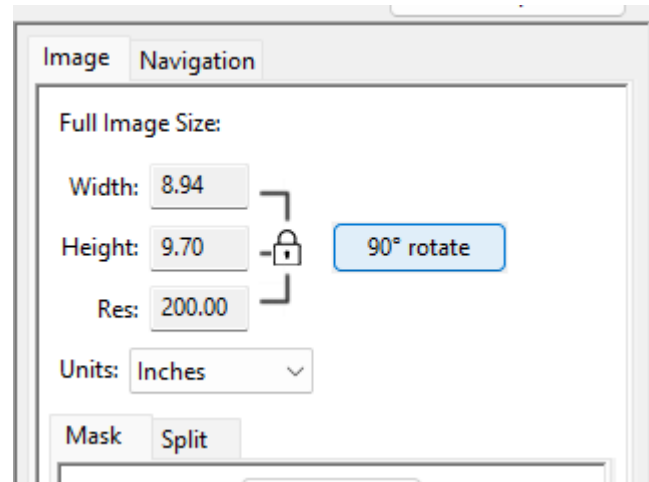 Image Navigation
Full Image Size:
Width: 8.94
Height: 9.70
90° rotate
Res: 200.00
Units: Inches
Mask Split